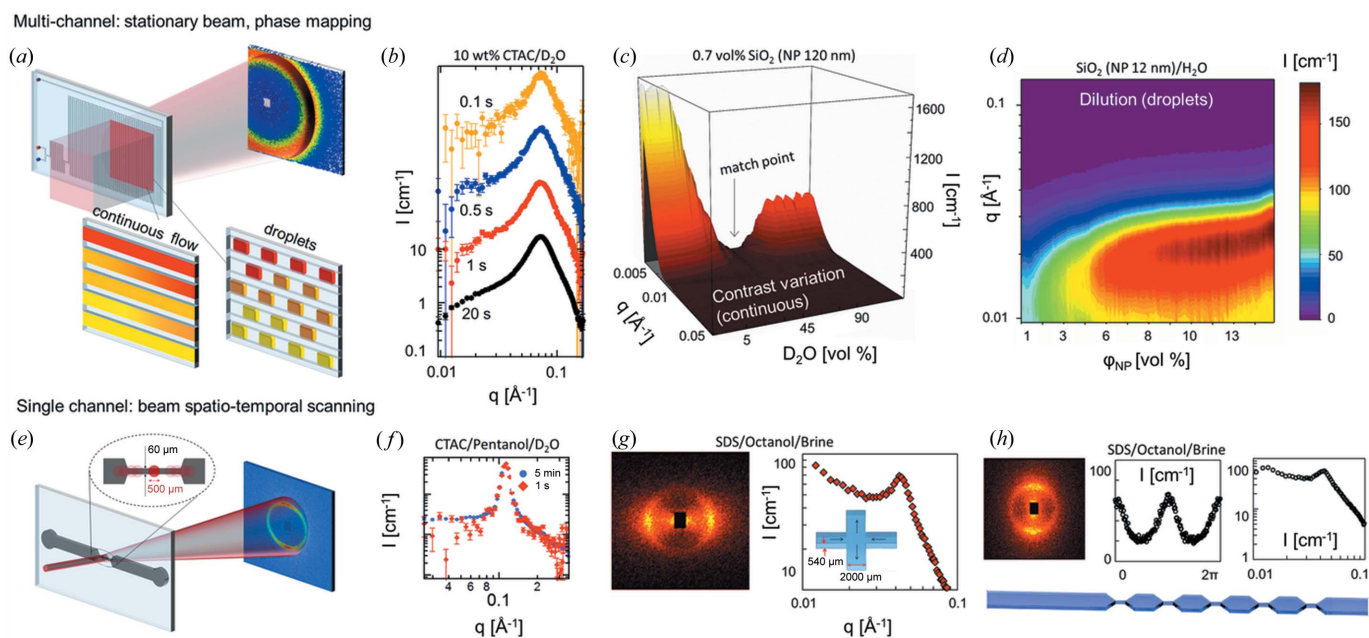 Multi-channel: stationary beam, phase mapping
(a)
continuous flow
droplets
(b)
10 wt% CTAC/D₂O
I [cm⁻¹]
10
1
0.1
0.1 s
0.5 s
1 s
20 s
0.01
0.1
q [Å⁻¹]
(c)
0.7 vol% SiO₂ (NP 120 nm)
match point
1600
1200
800
400
I [cm⁻¹]
0.005
0.01
0.05
q [Å⁻¹]
Contrast variation
(continuous)
5
45
90
D₂O [vol %]
(d)
SiO₂ (NP 12 nm)/H₂O
I [cm⁻¹]
Dilution (droplets)
0.1
0.01
q [Å⁻¹]
1
3
6
8
10
13
φNP [vol %]
150
100
50
0
Single channel: beam spatio-temporal scanning
(e)
60 µm
500 µm
(f)
CTAC/Pentanol/D₂O
5 min
1 s
I [cm⁻¹]
4
6
0.1
2
q [Å⁻¹]
(g)
SDS/Octanol/Brine
100
10
I [cm⁻¹]
540 µm
2000 µm
0.01
0.1
q [Å⁻¹]
(h)
SDS/Octanol/Brine
100
0
I [cm⁻¹]
0
2π
100
10
1
I [cm⁻¹]
0.01
0.1